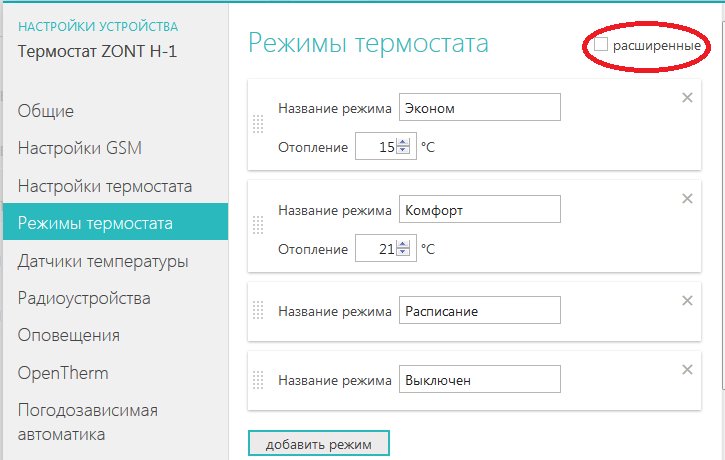 НАСТРОЙКИ УСТРОЙСТВА
Термостат ZONT H-1
Общие
Настройки GSM
Настройки термостата
Режимы термостата
Датчики температуры
Радиоустройства
Оповещения
OpenTherm
Погодозависимая
автоматика
Режимы термостата
расширенные
Название режима Эконом
Отопление 15 °C
Название режима Комфорт
Отопление 21 °C
Название режима Расписание
Название режима Выключен
добавить режим